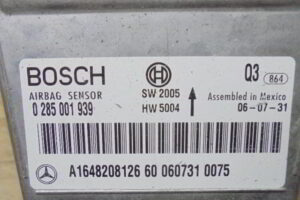 BOSCH SW 2005 Q3 864
AIRBAG SENSOR
0 285 001 939 HW 5004 Assembled in Mexico
06-07-31
A1648208126 60 060731 0075